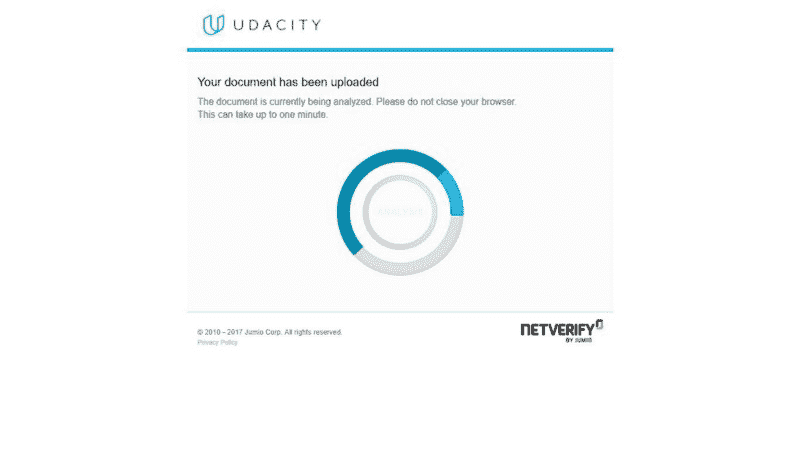 UDACITY
Your document has been uploaded
The document is currently being analyzed. Please do not close your browser.
This can take up to one minute.
© 2010 - 2017 Jumio Corp. All rights reserved.
Privacy Policy
NETVERIFY
BY JUMIO